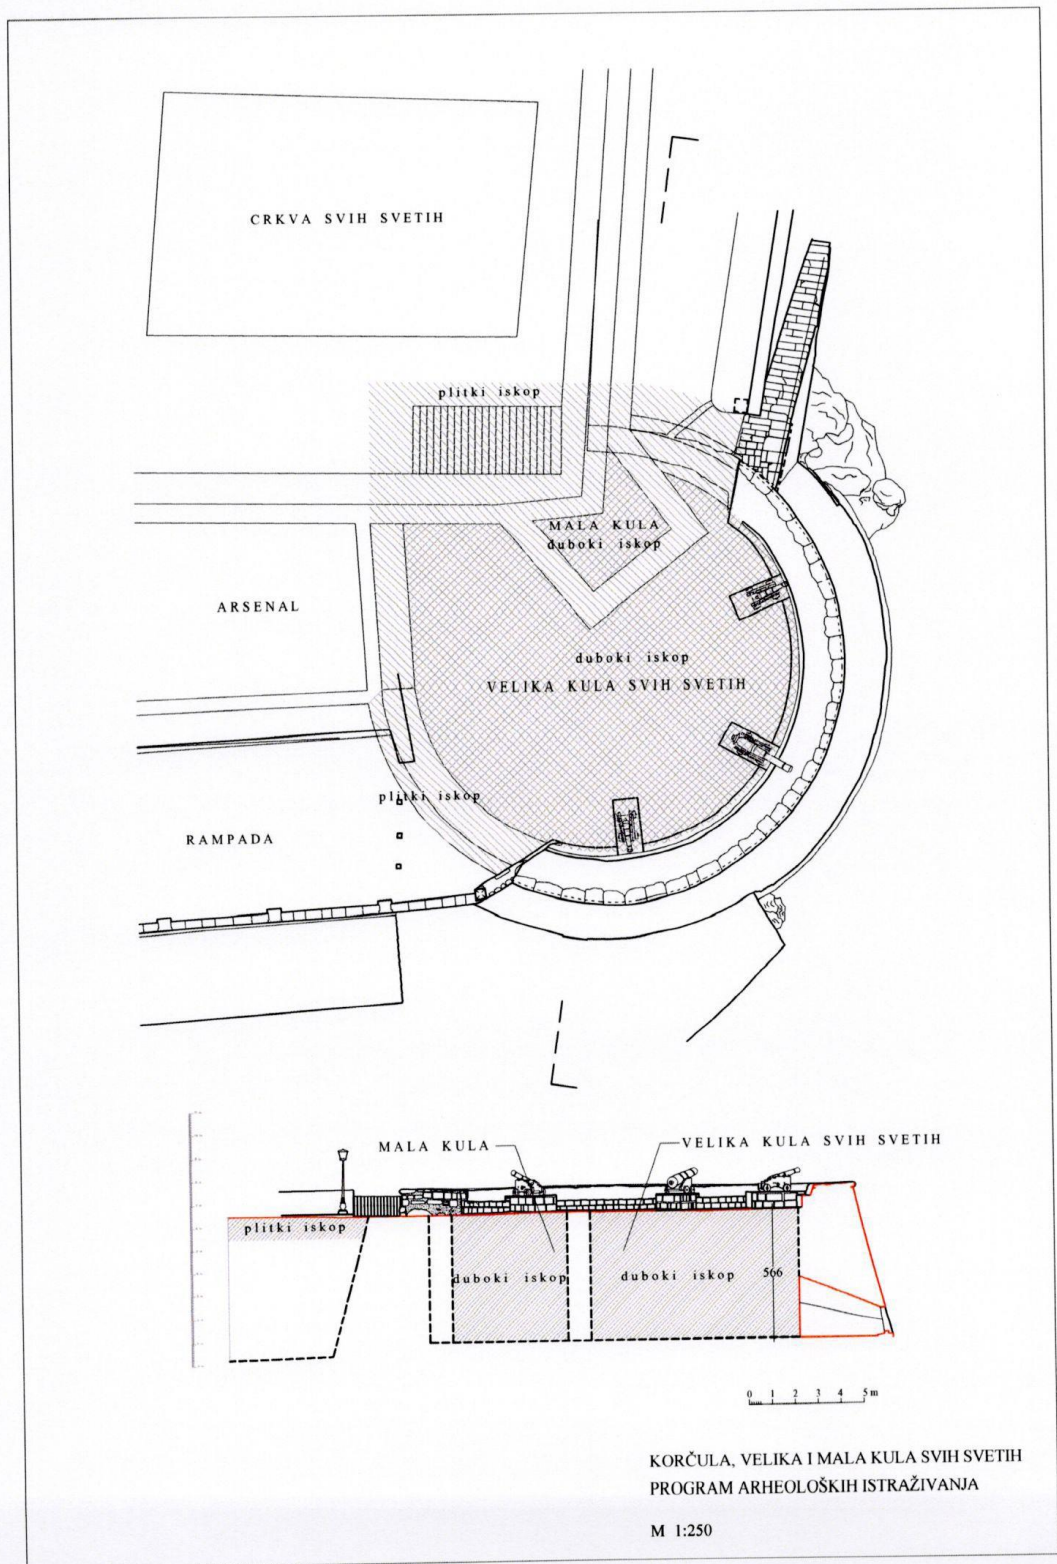 CRKVA SVIH SVETIH
plitki iskop
MALA KULA
duboki iskop
ARSENAL
duboki iskop
VELIKA KULA SVIH SVETIH
plitki iskop
RAMPADA
MALA KULA
VELIKA KULA SVIH SVETIH
plitki iskop
duboki iskop
duboki iskop
566
0 1 2 3 4 5 m
KORČULA, VELIKA I MALA KULA SVIH SVETIH
PROGRAM ARHEOLOŠKIH ISTRAŽIVANJA
M 1:250